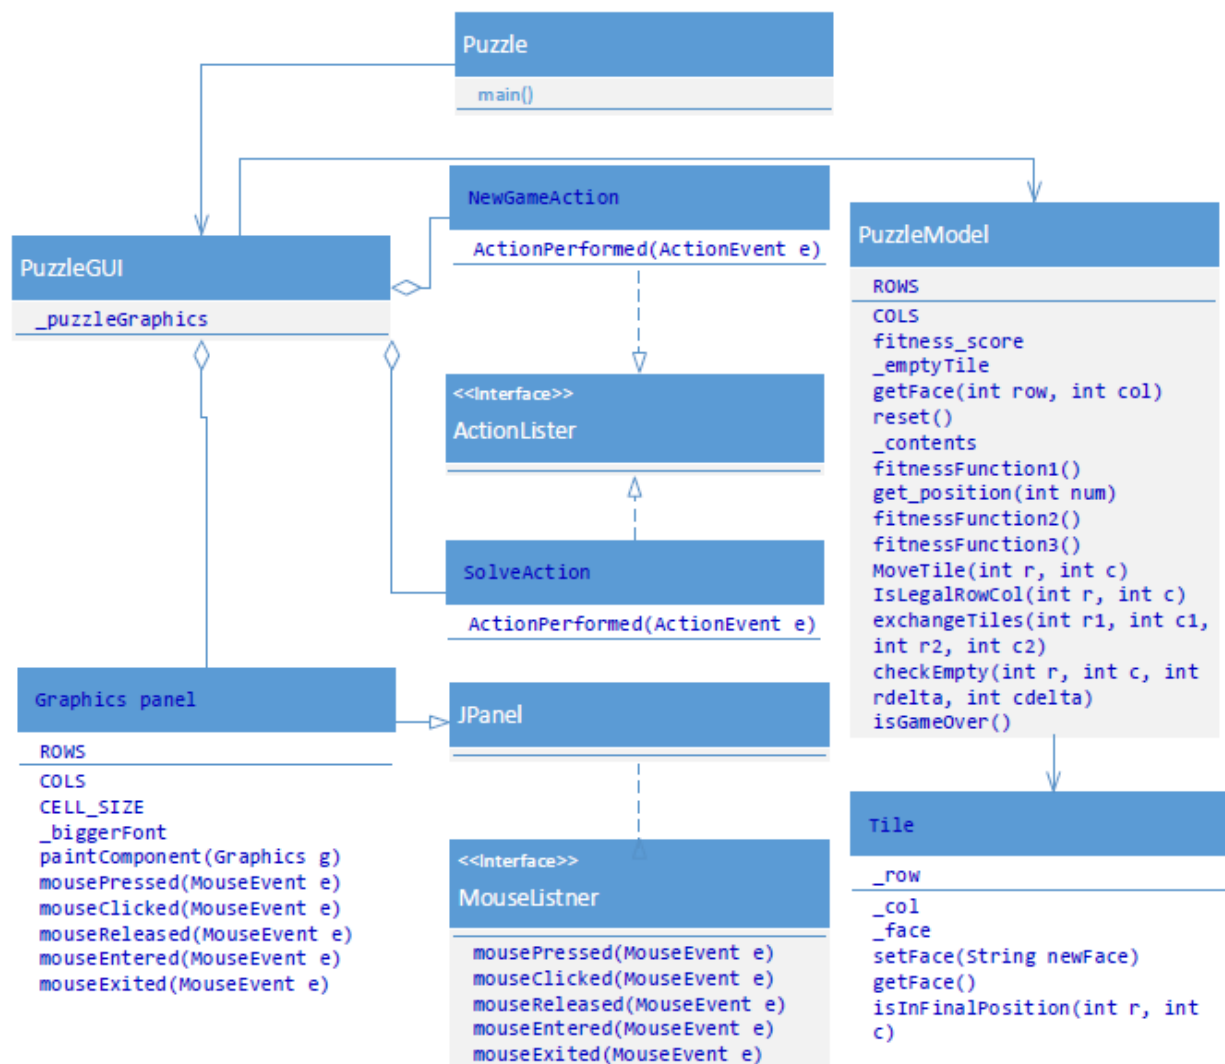 Puzzle
main()
NewGameAction
ActionPerformed(ActionEvent e)
PuzzleGUI
_puzzleGraphics
PuzzleModel
ROWS
COLS
fitness_score
_emptyTile
getFace(int row, int col)
reset()
_contents
fitnessFunction1()
get_position(int num)
fitnessFunction2()
fitnessFunction3()
MoveTile(int r, int c)
IsLegalRowCol(int r, int c)
exchangeTiles(int r1, int c1,
int r2, int c2)
checkEmpty(int r, int c, int
rdelta, int cdelta)
isGameOver()
<<Interface>>
ActionLister
SolveAction
ActionPerformed(ActionEvent e)
Graphics panel
ROWS
COLS
CELL_SIZE
_biggerFont
paintComponent(Graphics g)
mousePressed(MouseEvent e)
mouseClicked(MouseEvent e)
mouseReleased(MouseEvent e)
mouseEntered(MouseEvent e)
mouseExited(MouseEvent e)
JPanel
<<Interface>>
MouseListner
mousePressed(MouseEvent e)
mouseClicked(MouseEvent e)
mouseReleased(MouseEvent e)
mouseEntered(MouseEvent e)
mouseExited(MouseEvent e)
Tile
_row
_col
_face
setFace(String newFace)
getFace()
isInFinalPosition(int r, int
c)